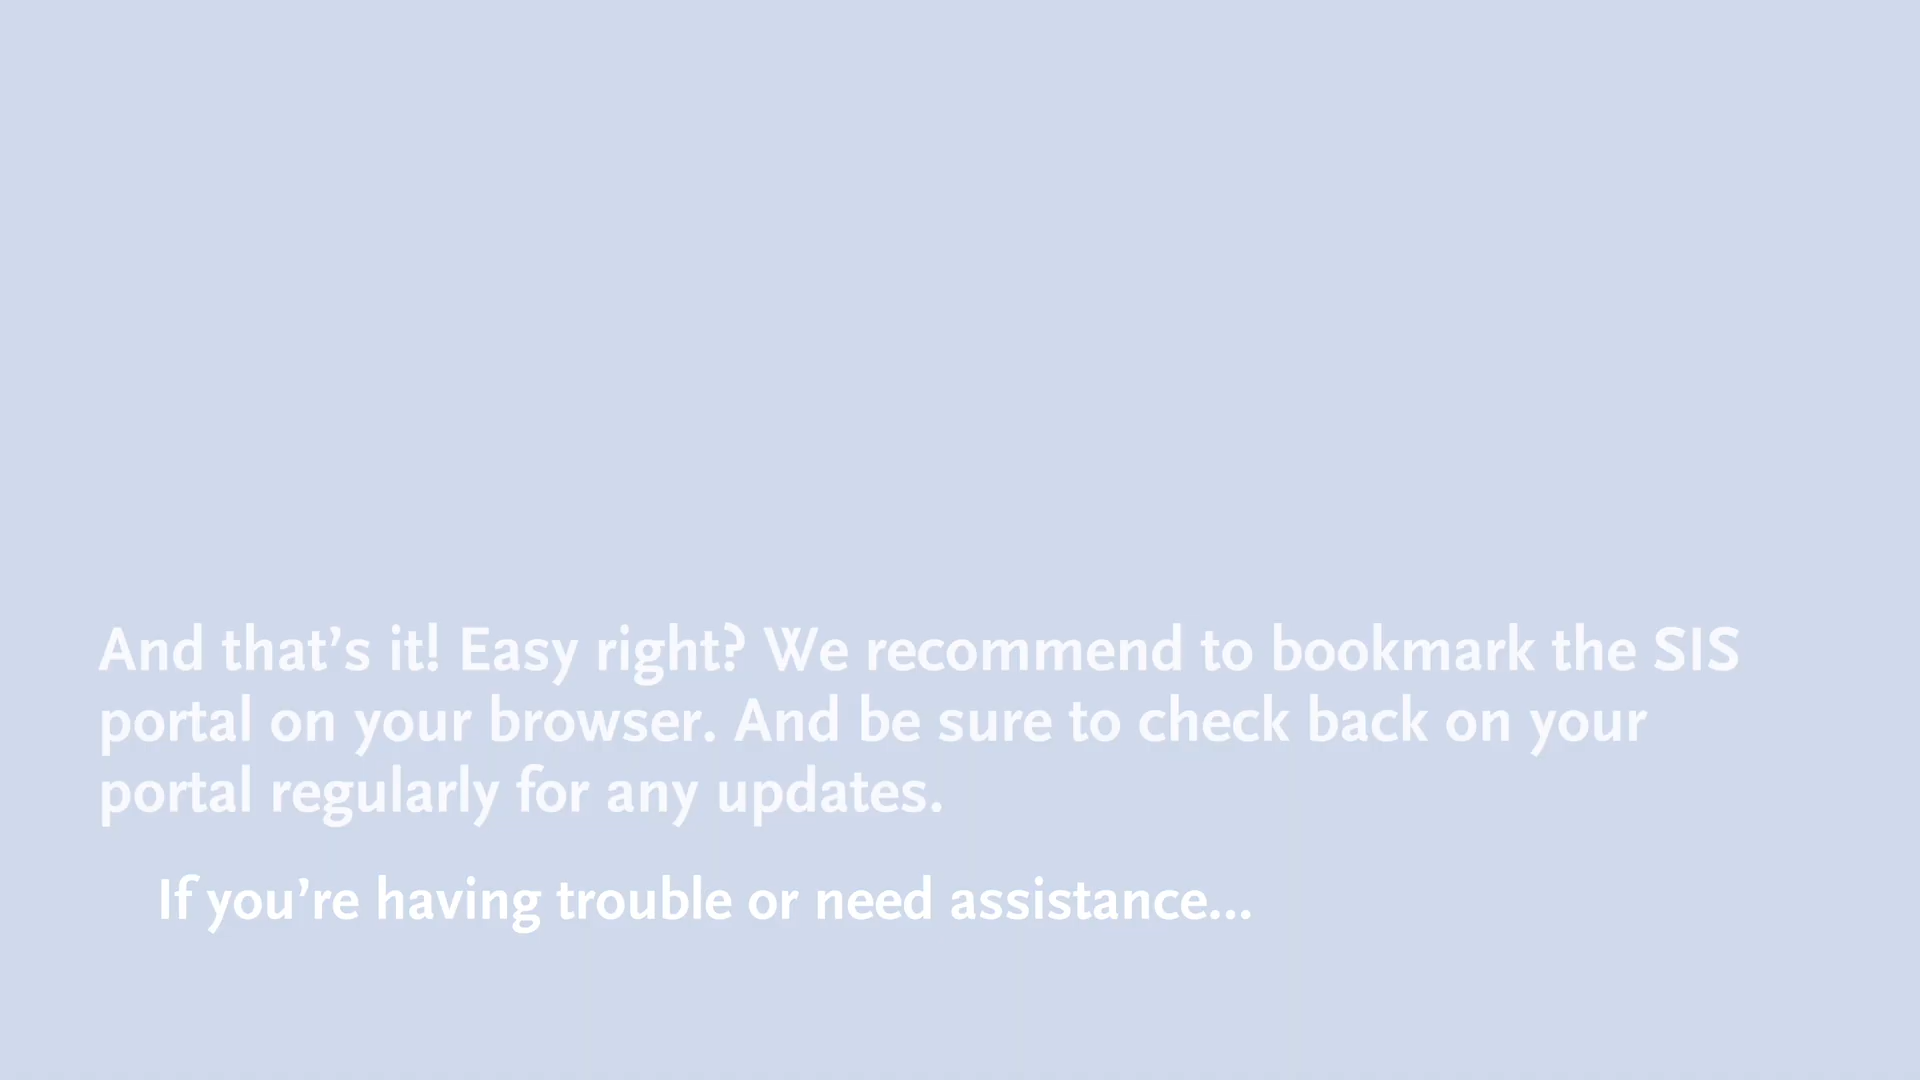 And that’s it! Easy right? We recommend to bookmark the SIS
portal on your browser. And be sure to check back on your
portal regularly for any updates.
If you’re having trouble or need assistance...